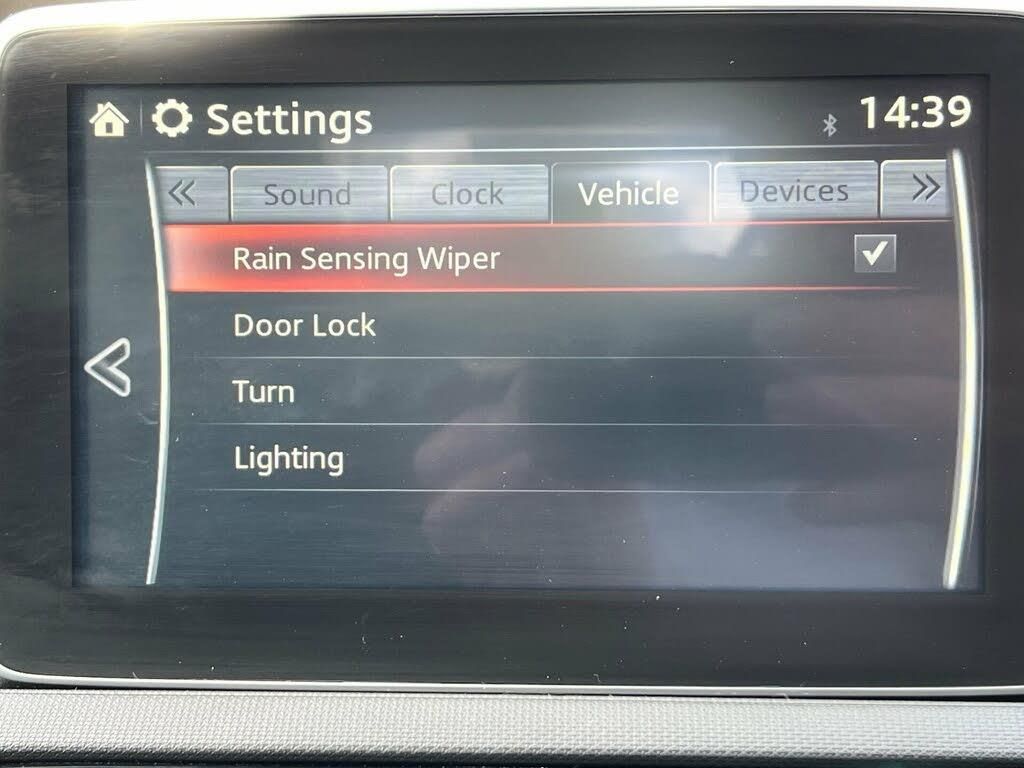 Settings 14:39
Sound Clock Vehicle Devices
Rain Sensing Wiper
Door Lock
Turn
Lighting